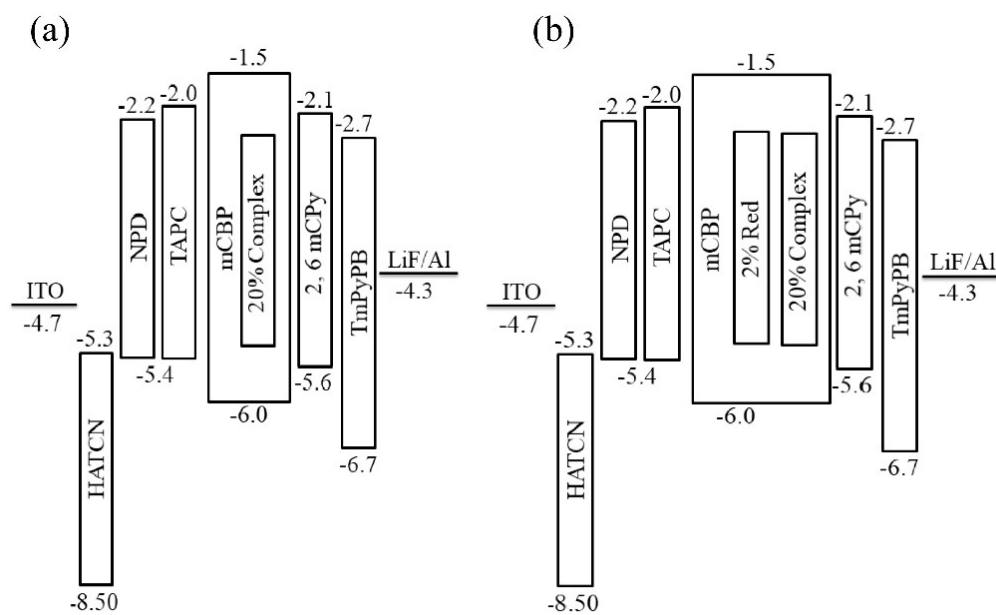 (a)
-1.5
-2.2
-2.0
-2.1
-2.7
NPD
TAPC
mCBP
20% Complex
2, 6 mCPy
TmPyPB
LiF/Al
-4.3
ITO
-4.7
-5.3
-5.4
-5.6
-6.0
-6.7
HATCN
-8.50
(b)
-1.5
-2.2
-2.0
-2.1
-2.7
NPD
TAPC
mCBP
2% Red
20% Complex
2, 6 mCPy
TmPyPB
LiF/Al
-4.3
ITO
-4.7
-5.3
-5.4
-5.6
-6.0
-6.7
HATCN
-8.50